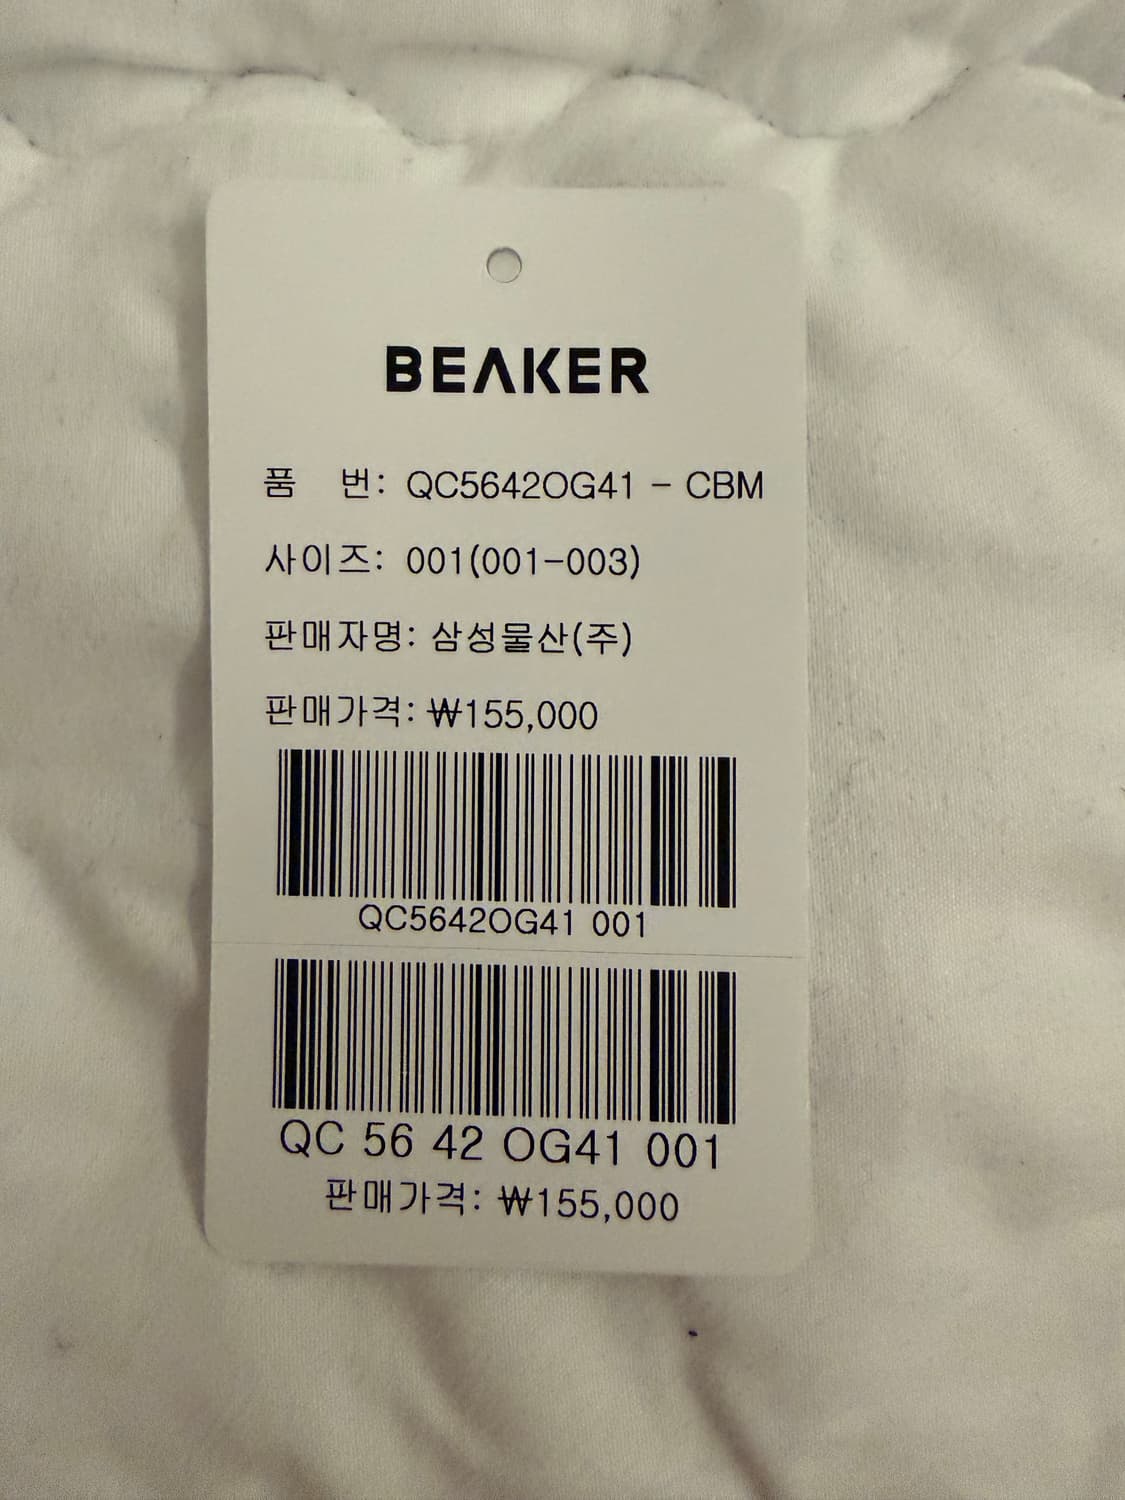 BEAKER
품 번: QC5642OG41 - CBM
사이즈: 001(001-003)
판매자명: 삼성물산(주)
판매가격: ₩155,000
QC5642OG41 001
QC 56 42 OG41 001
판매가격: ₩155,000